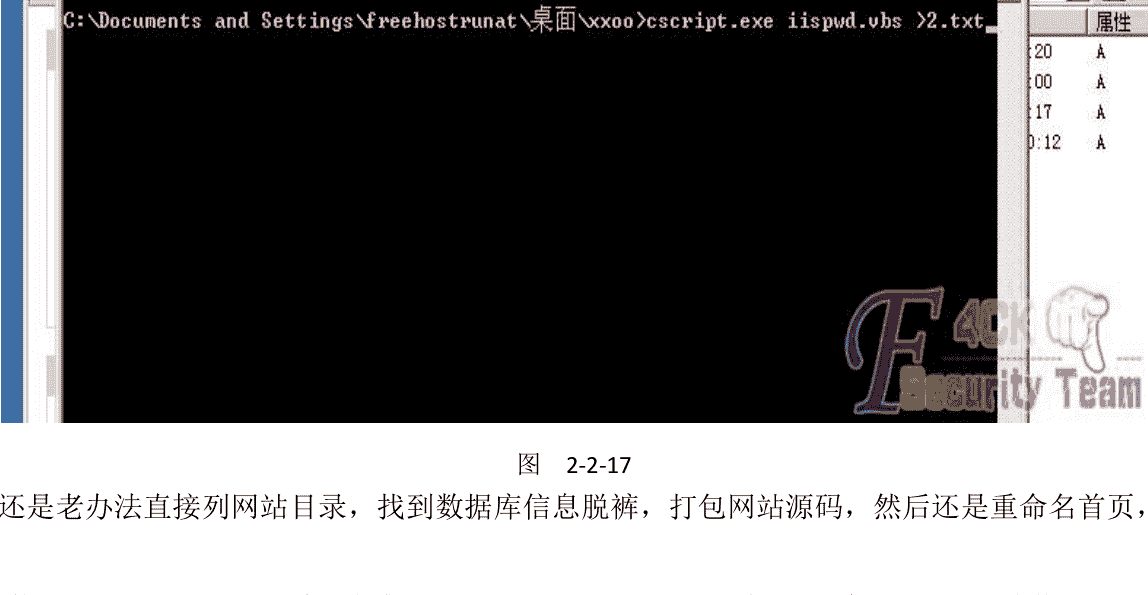 C:\Documents and Settings\freehostrunat\桌面\xxoo>cscript.exe iispwd.vbs >2.txt_
属性
:20 A
:00 A
:17 A
0:12 A
F4CK
Security Team
图 2-2-17
还是老办法直接列网站目录，找到数据库信息脱裤，打包网站源码，然后还是重命名首页，